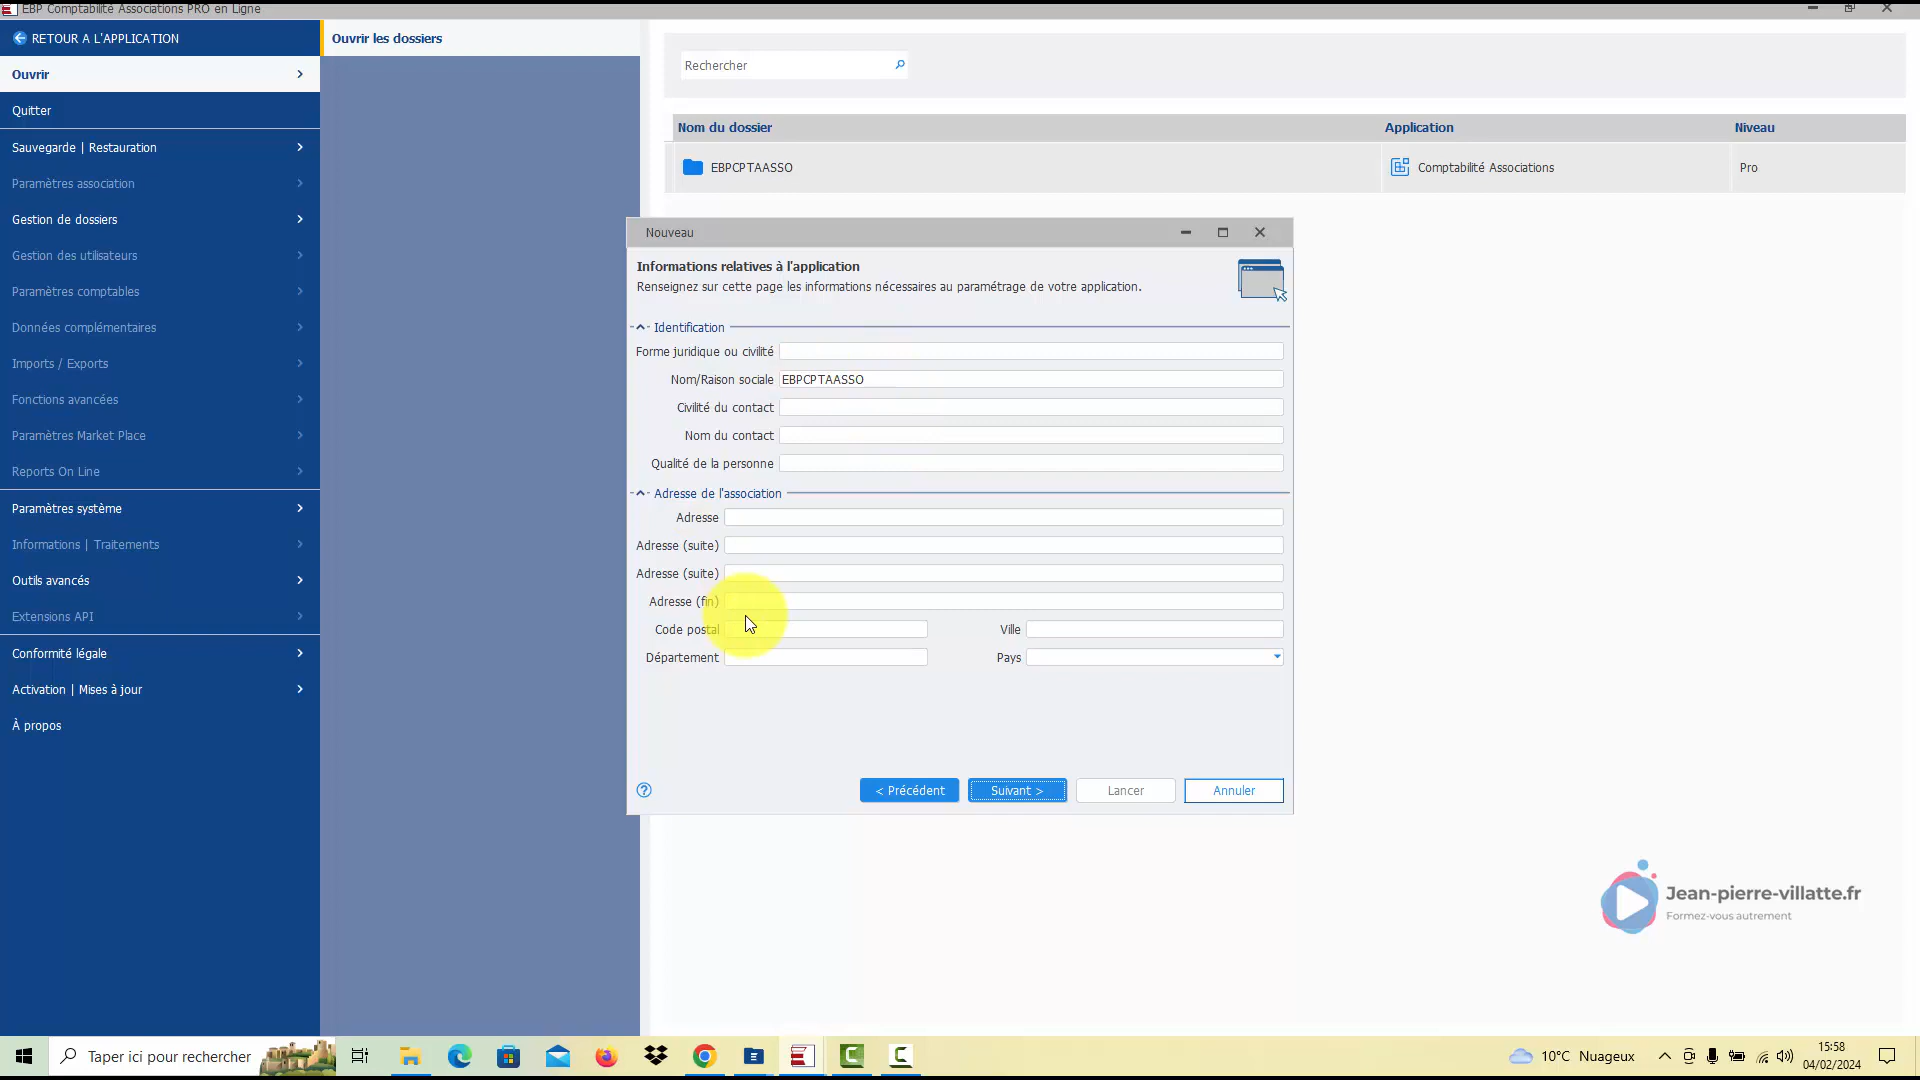 EBP Comptabilité Associations PRO en Ligne
RETOUR A L'APPLICATION
Ouvrir
Quitter
Sauvegarde | Restauration
Paramètres association
Gestion de dossiers
Gestion des utilisateurs
Paramètres comptables
Données complémentaires
Imports / Exports
Fonctions avancées
Paramètres Market Place
Reports On Line
Paramètres système
Informations | Traitements
Outils avancés
Extensions API
Conformité légale
Activation | Mises à jour
À propos
Ouvrir les dossiers
Rechercher
Nom du dossier Application Niveau
EBPCPTAASSO Comptabilité Associations Pro
Nouveau
Informations relatives à l'application
Renseignez sur cette page les informations nécessaires au paramétrage de votre application.
Identification
Forme juridique ou civilité
Nom/Raison sociale EBPCPTAASSO
Civilité du contact
Nom du contact
Qualité de la personne
Adresse de l'association
Adresse
Adresse (suite)
Adresse (suite)
Adresse (fin)
Code postal Ville
Département Pays
< Précédent Suivant > Lancer Annuler
Jean-pierre-villatte.fr
Formez-vous autrement
Taper ici pour rechercher
10°C Nuageux
15:58
04/02/2024